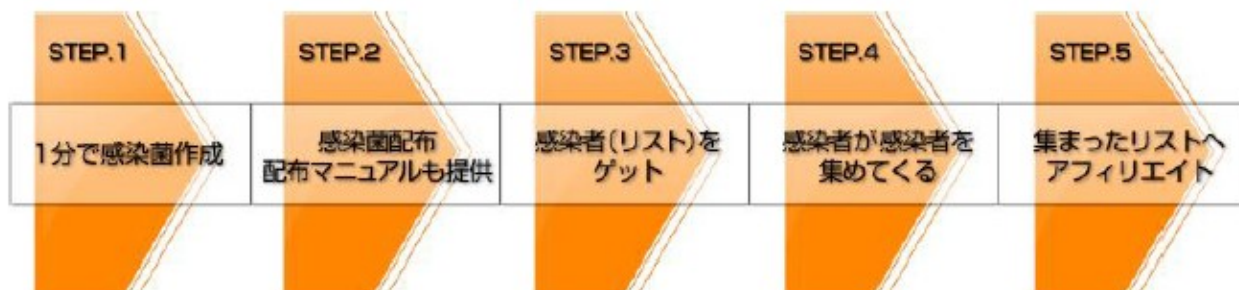 STEP.1
1分で感染菌作成
STEP.2
感染菌配布
配布マニュアルも提供
STEP.3
感染者(リスト)を
ゲット
STEP.4
感染者が感染者を
集めてくる
STEP.5
集まったリストへ
アフィリエイト